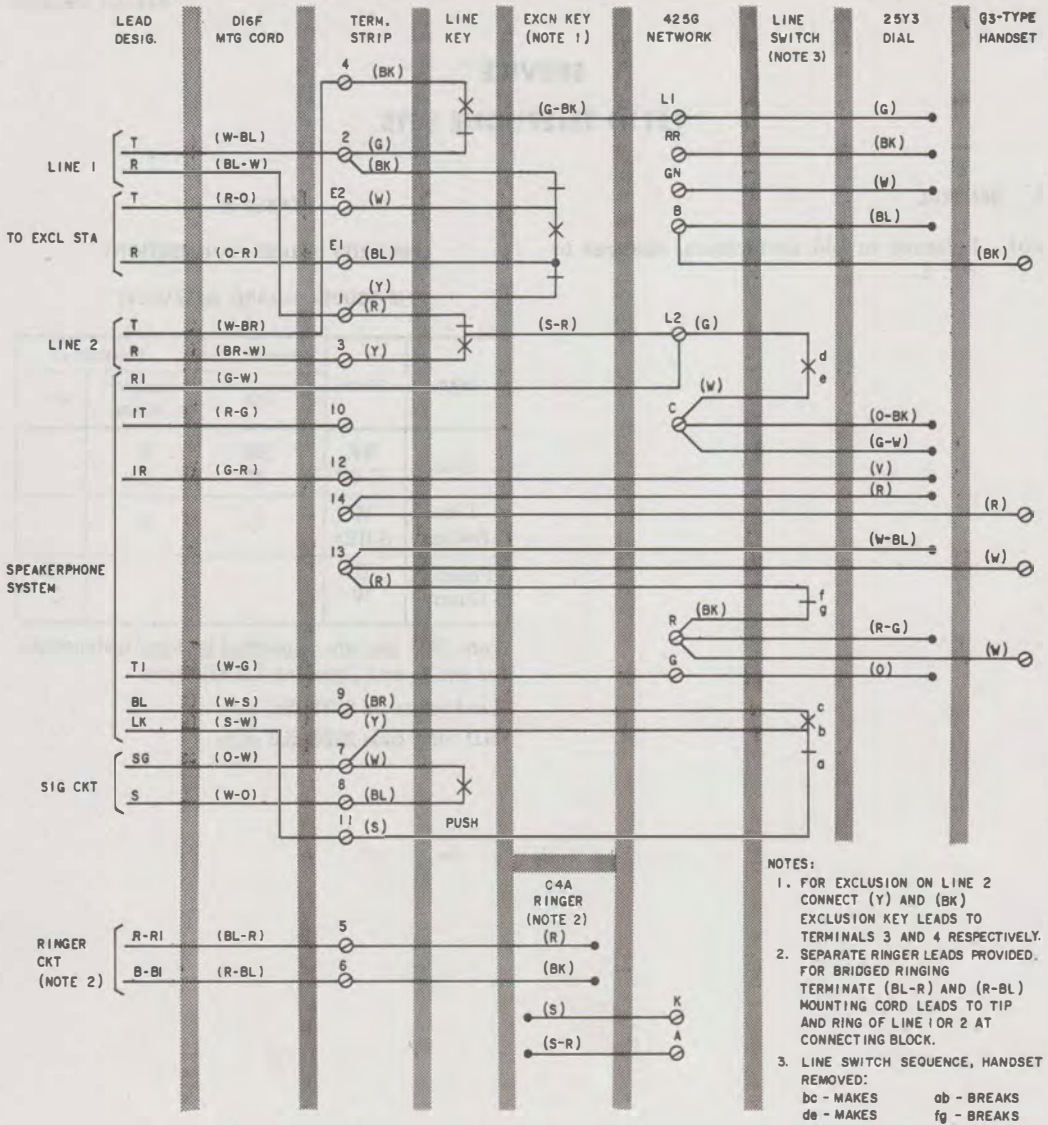 LEAD DESIG.
D16F MTG CORD
TERM. STRIP
LINE KEY
EXCN KEY (NOTE 1)
425G NETWORK
LINE SWITCH (NOTE 3)
25Y3 DIAL
G3-TYPE HANDSET
4 (BK)
(G-BK) L1 (G)
LINE 1
T (W-BL) 2 (G) RR (BK)
R (BL-W) (BK)
GN (W)
TO EXCL STA
T (R-O) E2 (W)
B (BL)
R (O-R) E1 (BL) (BK)
(Y)
(R)
LINE 2
T (W-BR) (S-R) L2 (G)
R (BR-W) 3 (Y) d
e
SPEAKERPHONE SYSTEM
R1 (G-W) (W)
1T (R-G) 10 C (O-BK)
(G-W)
1R (G-R) 12 (V)
14 (R)
(R)
13 (W-BL)
(W)
(R) f
g
R (BK) (R-G)
(W)
T1 (W-G) G (O)
BL (W-S) 9 (BR) c
LK (S-W) (Y) b
SIG CKT
SG (O-W) 7 (W) a
S (W-O) 8 (BL)
11 (S) PUSH
C4A RINGER (NOTE 2)
RINGER CKT (NOTE 2)
R-R1 (BL-R) 5 (R)
B-B1 (R-BL) 6 (BK)
(S) K
(S-R) A
NOTES:
1. FOR EXCLUSION ON LINE 2
CONNECT (Y) AND (BK)
EXCLUSION KEY LEADS TO
TERMINALS 3 AND 4 RESPECTIVELY.
2. SEPARATE RINGER LEADS PROVIDED.
FOR BRIDGED RINGING
TERMINATE (BL-R) AND (R-BL)
MOUNTING CORD LEADS TO TIP
AND RING OF LINE 1 OR 2 AT
CONNECTING BLOCK.
3. LINE SWITCH SEQUENCE, HANDSET
REMOVED:
bc - MAKES ab - BREAKS
de - MAKES fg - BREAKS